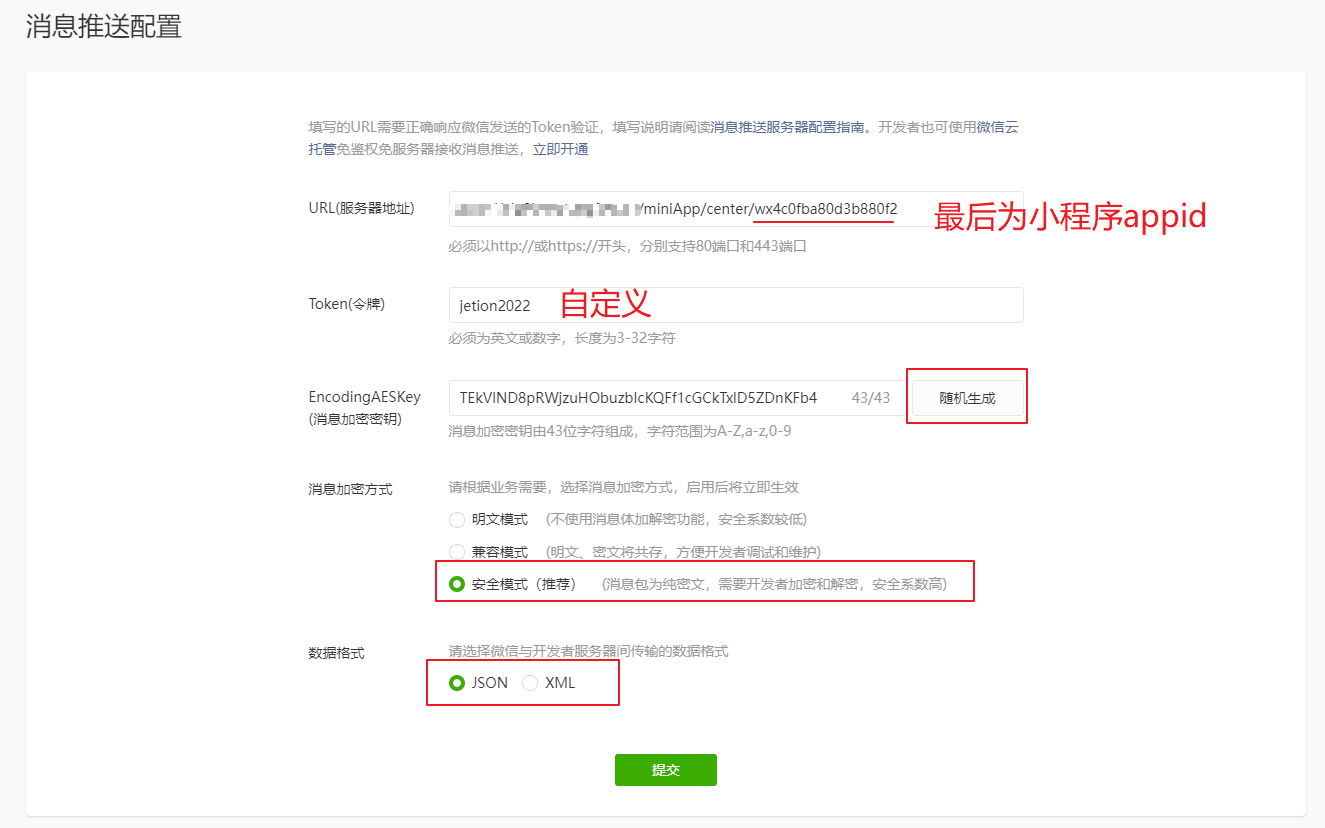 消息推送配置
填写的URL需要正确响应微信发送的Token验证，填写说明请阅读消息推送服务器配置指南。开发者也可使用微信云
托管免鉴权免服务器接收消息推送，立即开通
URL(服务器地址)
/miniApp/center/wx4c0fba80d3b880f2
最后为小程序appid
必须以http://或https://开头，分别支持80端口和443端口
Token(令牌)
jetion2022
自定义
必须为英文或数字，长度为3-32字符
EncodingAESKey
(消息加密密钥)
TEkVIND8pRWjzuHObuzbIcKQFf1cGCkTxID5ZDnKFb4
43/43
随机生成
消息加密密钥由43位字符组成，字符范围为A-Z,a-z,0-9
消息加密方式
请根据业务需要，选择消息加密方式，启用后将立即生效
明文模式 (不使用消息体加解密功能，安全系数较低)
兼容模式 (明文、密文将共存，方便开发者调试和维护)
安全模式（推荐） (消息包为纯密文，需要开发者加密和解密，安全系数高)
数据格式
请选择微信与开发者服务器间传输的数据格式
JSON XML
提交